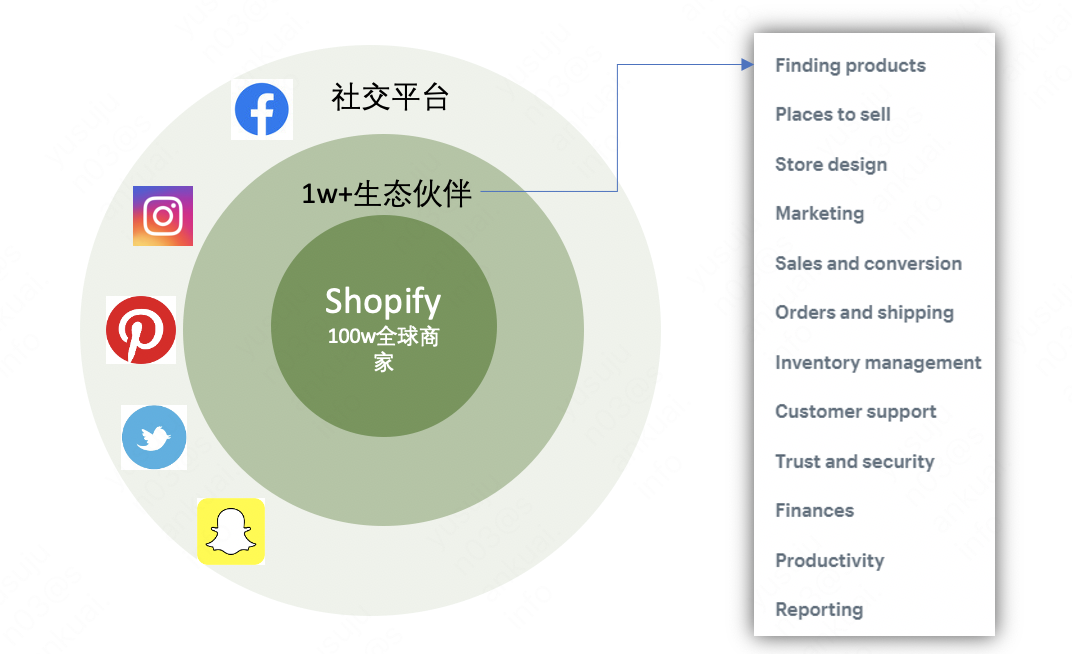 社交平台
1w+生态伙伴
Shopify
100w全球商
家
Finding products
Places to sell
Store design
Marketing
Sales and conversion
Orders and shipping
Inventory management
Customer support
Trust and security
Finances
Productivity
Reporting